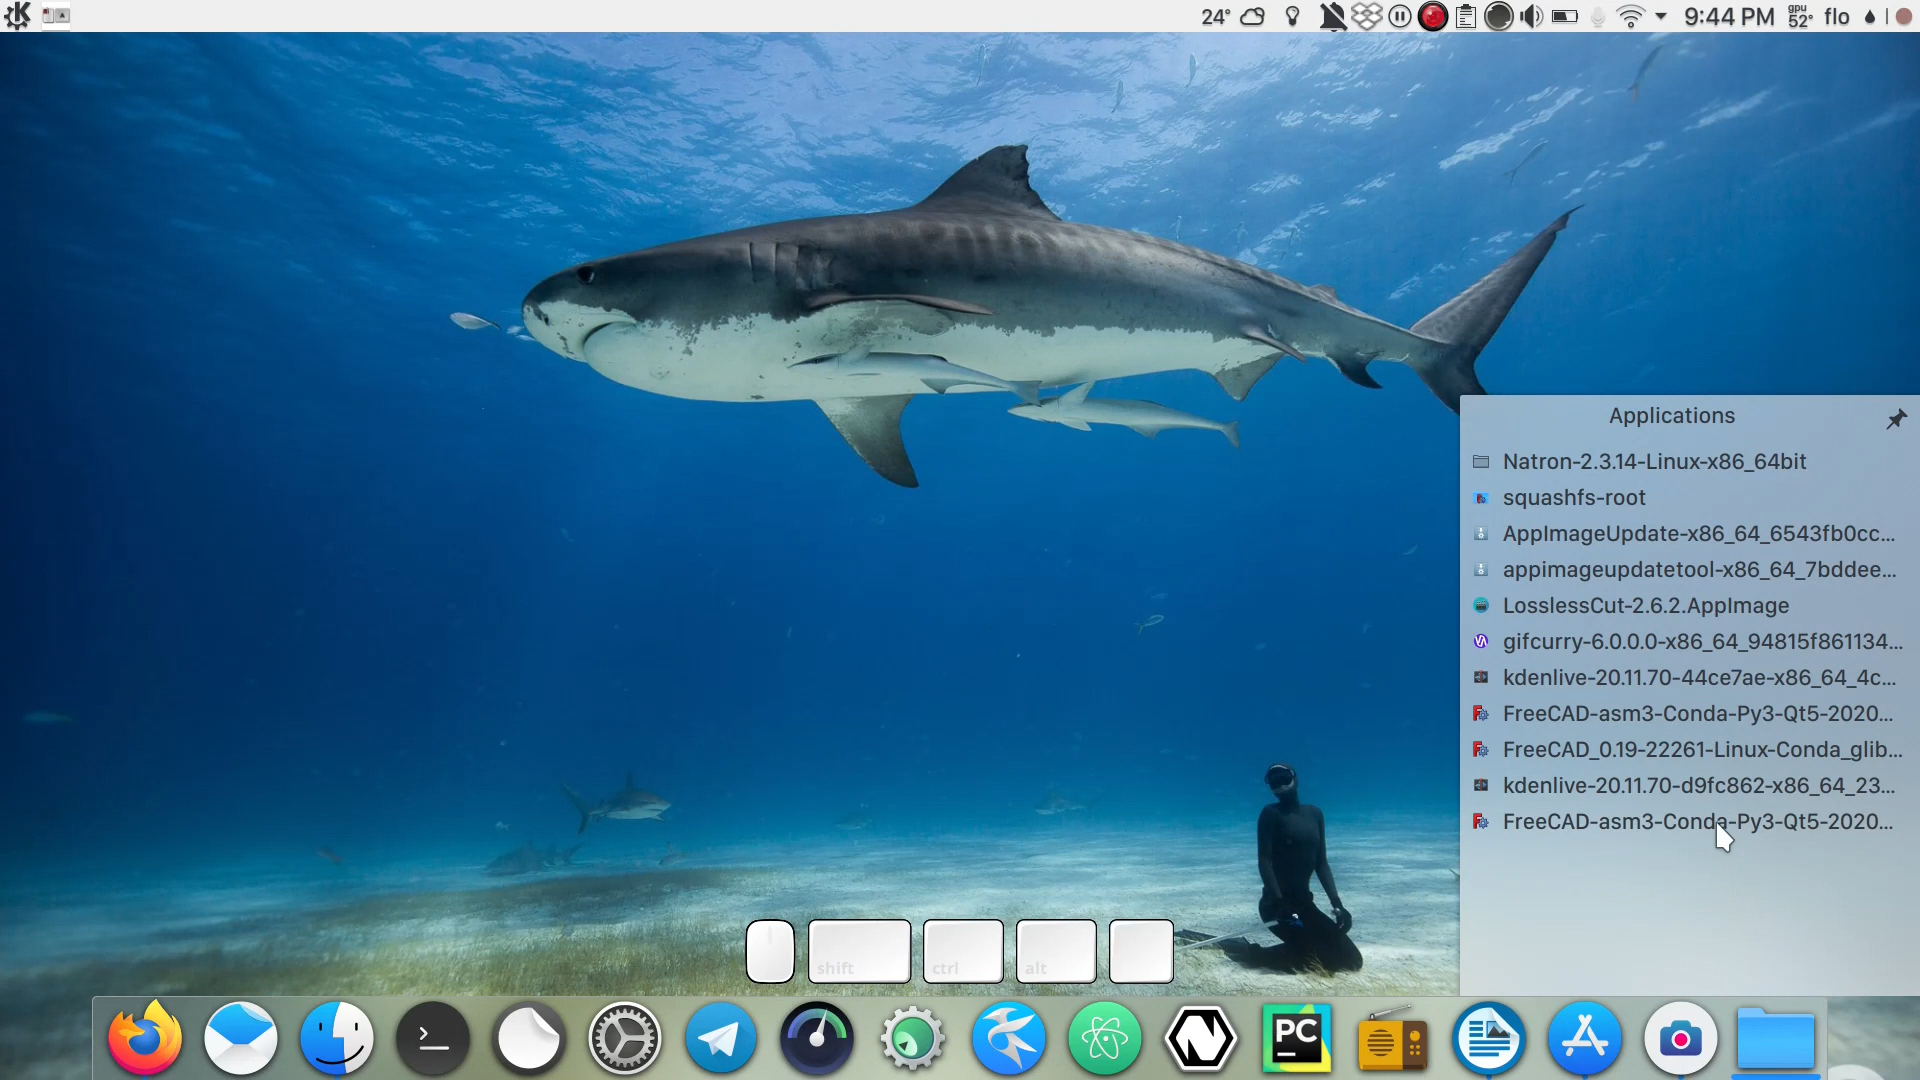 24°
9:44 PM
gpu
52°
flo
Applications
Natron-2.3.14-Linux-x86_64bit
squashfs-root
AppImageUpdate-x86_64_6543fb0cc...
appimageupdatetool-x86_64_7bddee...
LosslessCut-2.6.2.AppImage
gifcurry-6.0.0.0-x86_64_94815f861134...
kdenlive-20.11.70-44ce7ae-x86_64_4c...
FreeCAD-asm3-Conda-Py3-Qt5-2020...
FreeCAD_0.19-22261-Linux-Conda_glib...
kdenlive-20.11.70-d9fc862-x86_64_23...
FreeCAD-asm3-Conda-Py3-Qt5-2020...
shift
ctrl
alt
PC